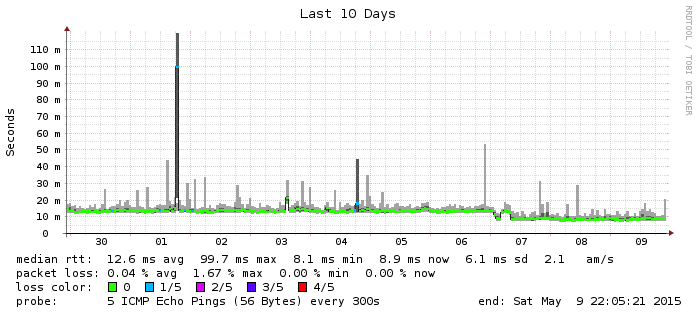 Last 10 Days
RRDTOOL / TOBI OETIKER
Seconds
110 m
100 m
90 m
80 m
70 m
60 m
50 m
40 m
30 m
20 m
10 m
0
30 01 02 03 04 05 06 07 08 09
median rtt: 12.6 ms avg 99.7 ms max 8.1 ms min 8.9 ms now 6.1 ms sd 2.1 am/s
packet loss: 0.04 % avg 1.67 % max 0.00 % min 0.00 % now
loss color: 0 1/5 2/5 3/5 4/5
probe: 5 ICMP Echo Pings (56 Bytes) every 300s end: Sat May 9 22:05:21 2015